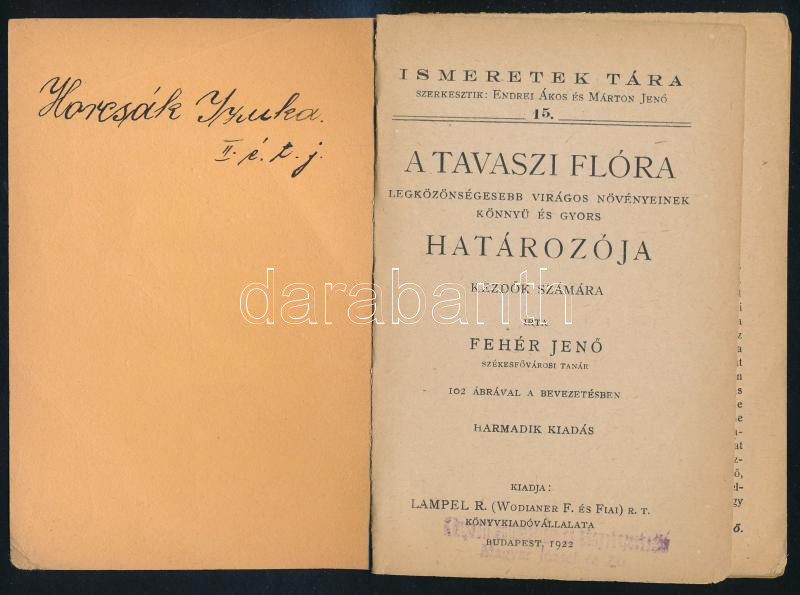 Horcsák Irmuka.
II. é. t. j.
ISMERETEK TÁRA
SZERKESZTIK: ENDREI ÁKOS ÉS MÁRTON JENŐ
15.
A TAVASZI FLÓRA
LEGKÖZÖNSÉGESEBB VIRÁGOS NÖVÉNYEINEK
KÖNNYŰ ÉS GYORS
HATÁROZÓJA
KEZDŐK SZÁMÁRA
IRTA
FEHÉR JENŐ
SZÉKESFŐVÁROSI TANÁR
102 ÁBRÁVAL A BEVEZETÉSBEN
HARMADIK KIADÁS
KIADJA:
LAMPEL R. (WODIANER F. ÉS FIAI) R. T.
KÖNYVKIADÓVÁLLALATA
BUDAPEST, 1922
darabanth